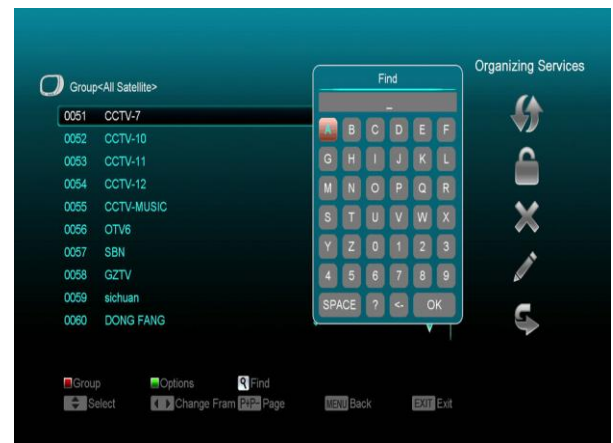 Organizing Services
Group<All Satellite>
0051 CCTV-7
0052 CCTV-10
0053 CCTV-11
0054 CCTV-12
0055 CCTV-MUSIC
0056 OTV6
0057 SBN
0058 GZTV
0059 sichuan
0060 DONG FANG
Find
_
A B C D E F
G H I J K L
M N O P Q R
S T U V W X
Y Z 0 1 2 3
4 5 6 7 8 9
SPACE ? <- OK
Group Options Find
Select Change Fram P+P- Page MENU Back EXIT Exit